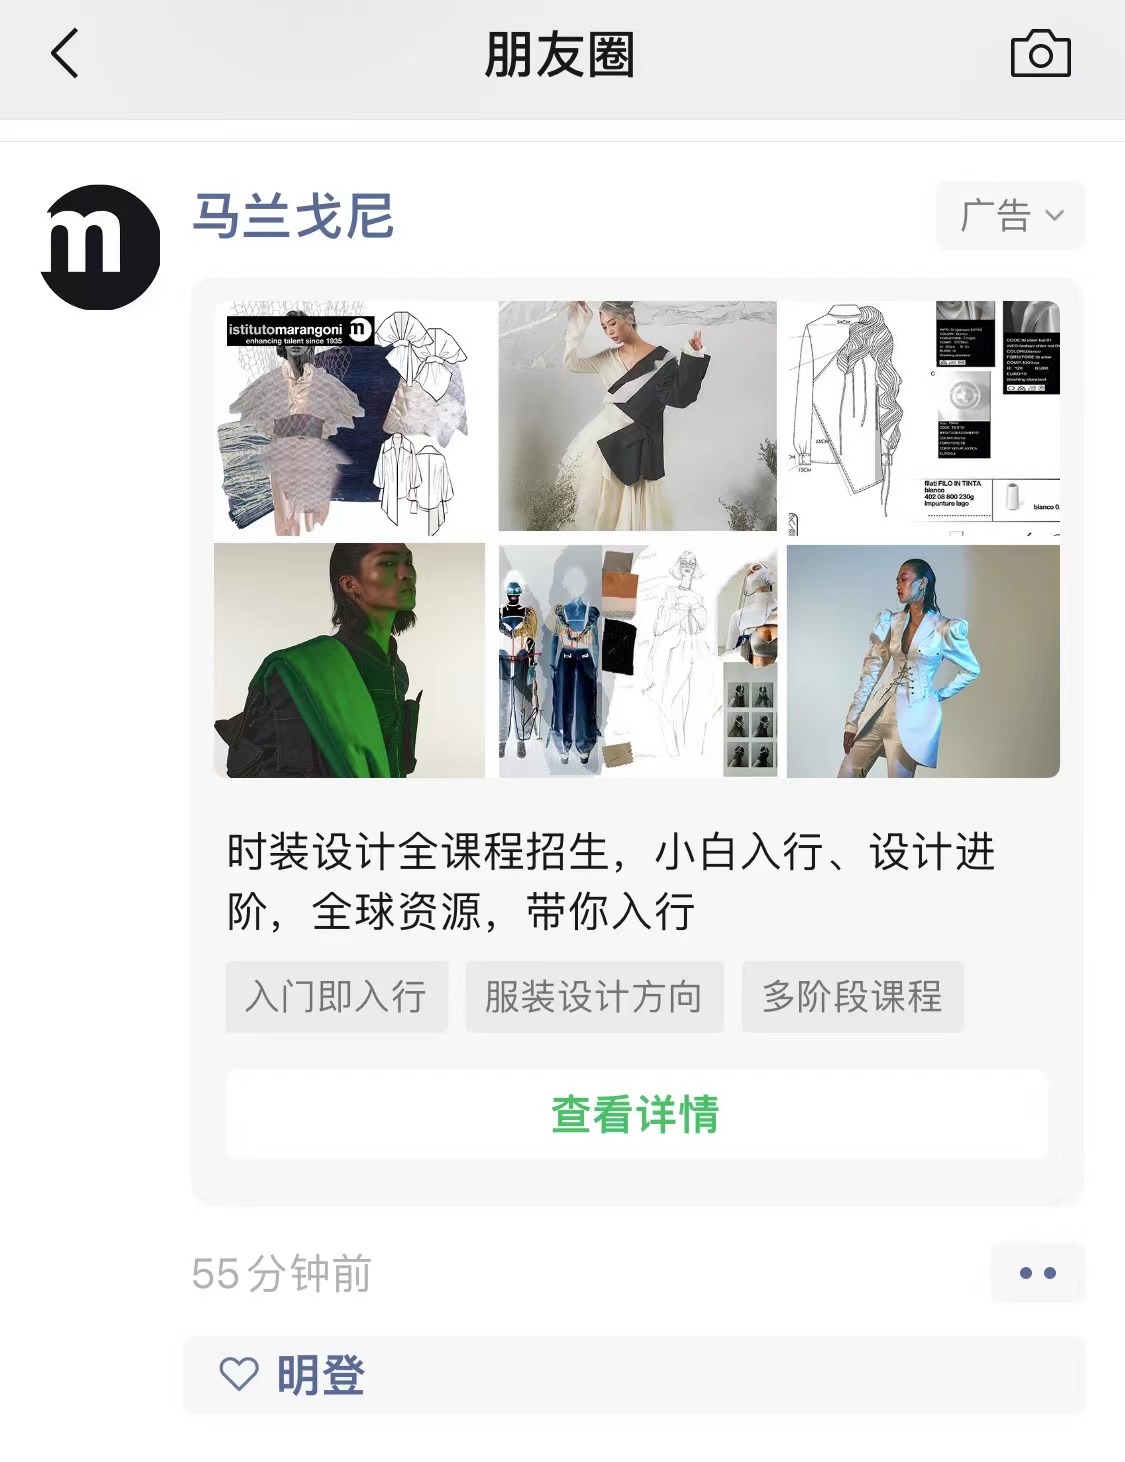 朋友圈
马兰戈尼
广告
istitutomarangoni m
enhancing talent since 1935
filati FILO IN TINTA
bianco
402 08 800 230g
impunture lago
bianco 0.
时装设计全课程招生，小白入行、设计进
阶，全球资源，带你入行
入门即入行
服装设计方向
多阶段课程
查看详情
55分钟前
明登